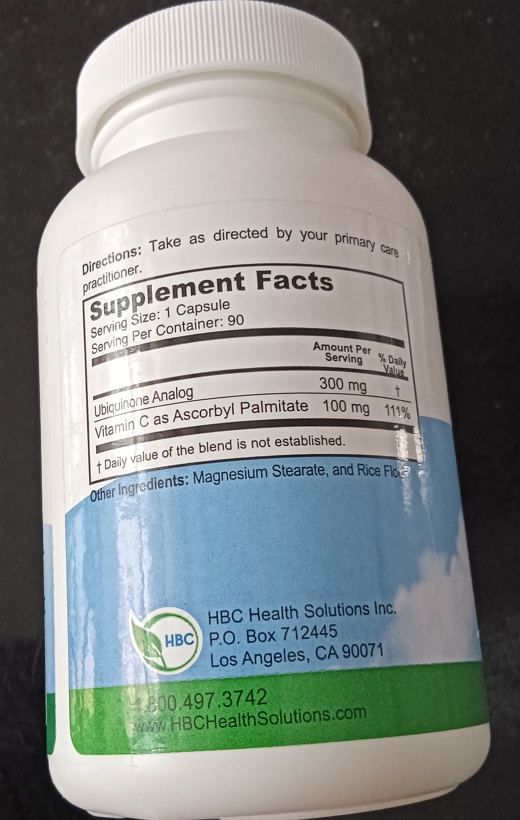 Directions: Take as directed by your primary care
practitioner.
Supplement Facts
Serving Size: 1 Capsule
Serving Per Container: 90
Amount Per Serving % Daily Value
Ubiquinone Analog 300 mg †
Vitamin C as Ascorbyl Palmitate 100 mg 111%
† Daily value of the blend is not established.
Other Ingredients: Magnesium Stearate, and Rice Flour
HBC
HBC Health Solutions Inc.
P.O. Box 712445
Los Angeles, CA 90071
1.800.497.3742
www.HBCHealthSolutions.com